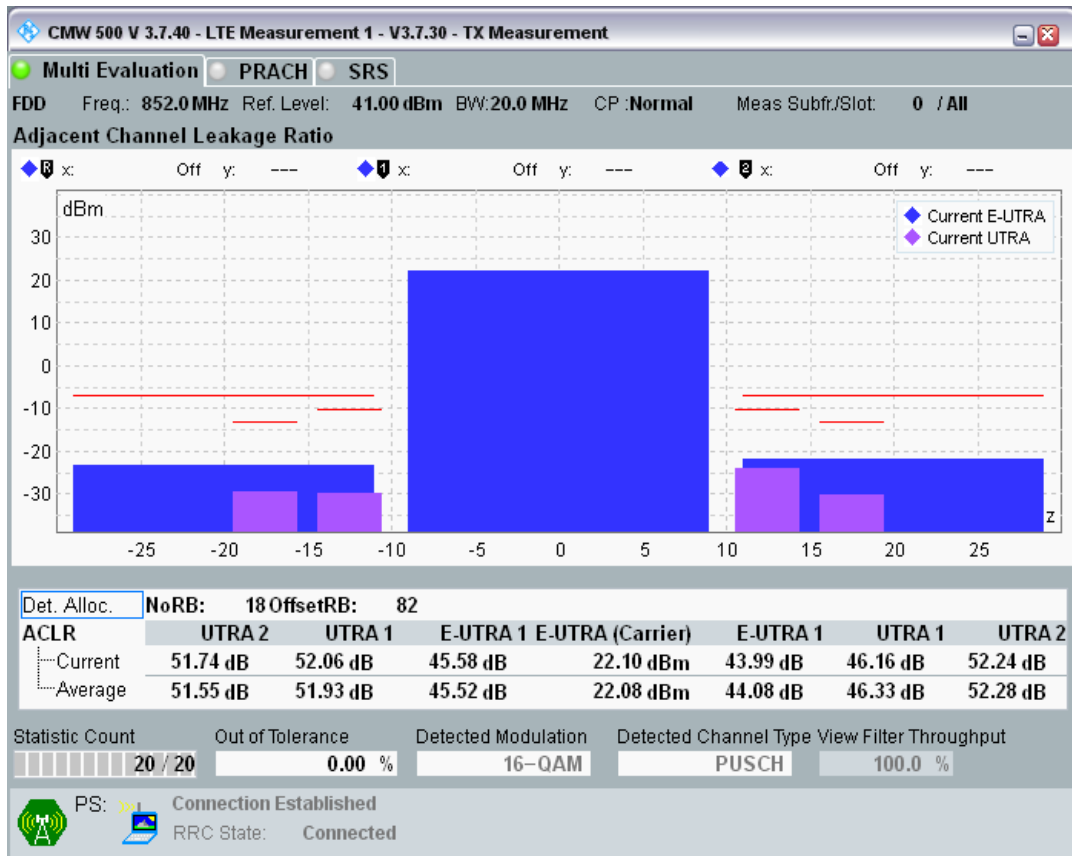 CMW 500 V 3.7.40 - LTE Measurement 1 - V3.7.30 - TX Measurement
Multi Evaluation PRACH SRS
FDD Freq.: 852.0 MHz Ref. Level: 41.00 dBm BW: 20.0 MHz CP : Normal Meas Subfr./Slot: 0 / All
Adjacent Channel Leakage Ratio
R x: Off y: --- 1 x: Off y: --- 2 x: Off y: ---
dBm
Current E-UTRA
Current UTRA
30
20
10
0
-10
-20
-30
z
-25 -20 -15 -10 -5 0 5 10 15 20 25
Det. Alloc. NoRB: 18 OffsetRB: 82
ACLR UTRA 2 UTRA 1 E-UTRA 1 E-UTRA (Carrier) E-UTRA 1 UTRA 1 UTRA 2
Current 51.74 dB 52.06 dB 45.58 dB 22.10 dBm 43.99 dB 46.16 dB 52.24 dB
Average 51.55 dB 51.93 dB 45.52 dB 22.08 dBm 44.08 dB 46.33 dB 52.28 dB
Statistic Count Out of Tolerance Detected Modulation Detected Channel Type View Filter Throughput
20 / 20 0.00 % 16-QAM PUSCH 100.0 %
PS: Connection Established
RRC State: Connected